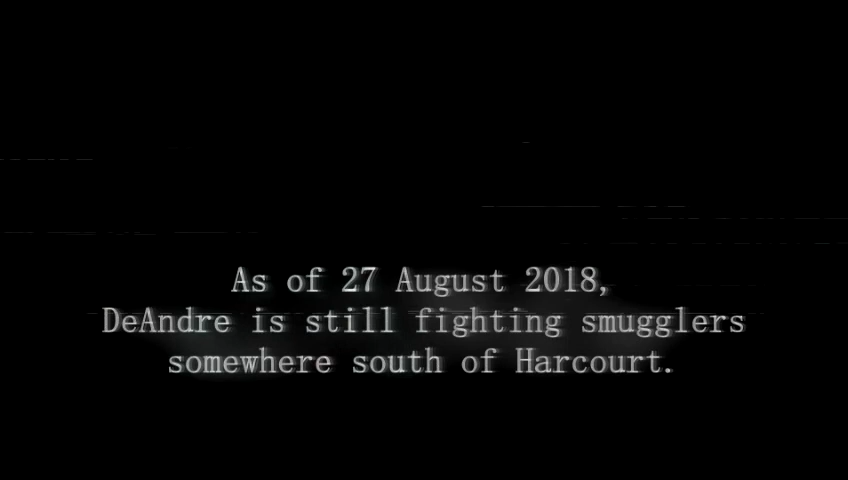 As of 27 August 2018,
DeAndre is still fighting smugglers
somewhere south of Harcourt.